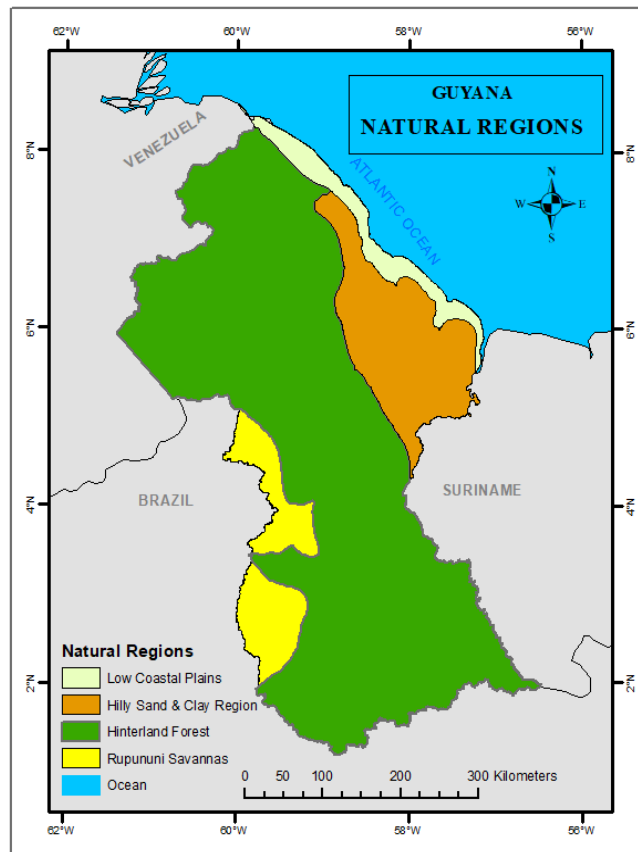 62°W 60°W 58°W 56°W
GUYANA
NATURAL REGIONS
VENEZUELA
8°N 8°N
ATLANTIC OCEAN
N
W E
S
6°N 6°N
BRAZIL
SURINAME
4°N 4°N
Natural Regions
Low Coastal Plains
Hilly Sand & Clay Region
Hinterland Forest
Rupununi Savannas
Ocean
2°N 2°N
0 50 100 200 300 Kilometers
62°W 60°W 58°W 56°W